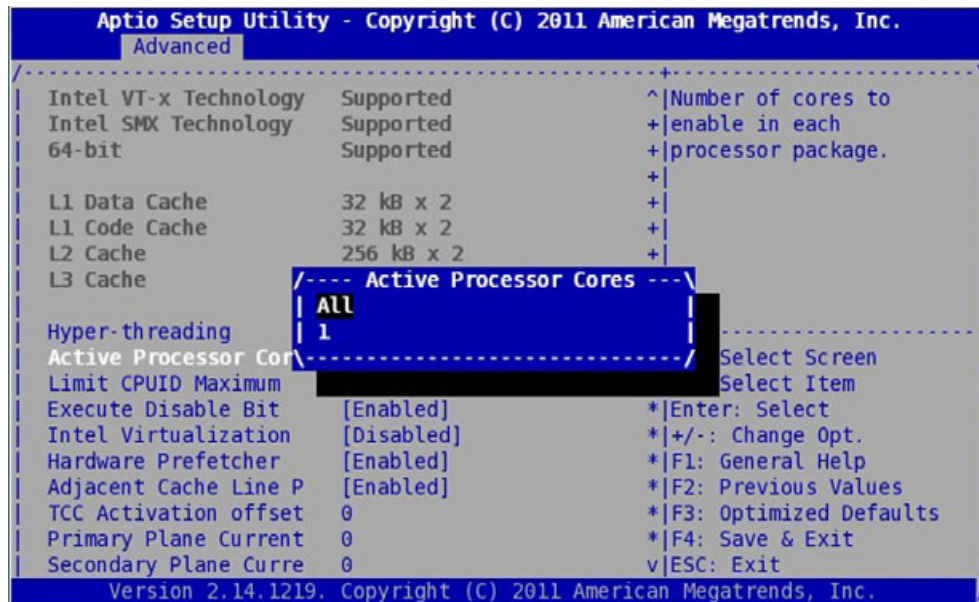 Aptio Setup Utility - Copyright (C) 2011 American Megatrends, Inc.
Advanced
/----------------------------------------------------+-------------------------\
| Intel VT-x Technology Supported ^|Number of cores to
| Intel SMX Technology Supported +|enable in each
| 64-bit Supported +|processor package.
| +|
| L1 Data Cache 32 kB x 2 +|
| L1 Code Cache 32 kB x 2 +|
| L2 Cache 256 kB x 2 +|
| L3 Cache /---- Active Processor Cores ---\
| | All |
| Hyper-threading | 1 |--------------------
| Active Processor Cor\-------------------------------/ Select Screen
| Limit CPUID Maximum Select Item
| Execute Disable Bit [Enabled] *|Enter: Select
| Intel Virtualization [Disabled] *|+/-: Change Opt.
| Hardware Prefetcher [Enabled] *|F1: General Help
| Adjacent Cache Line P [Enabled] *|F2: Previous Values
| TCC Activation offset 0 *|F3: Optimized Defaults
| Primary Plane Current 0 *|F4: Save & Exit
| Secondary Plane Curre 0 v|ESC: Exit
Version 2.14.1219. Copyright (C) 2011 American Megatrends, Inc.